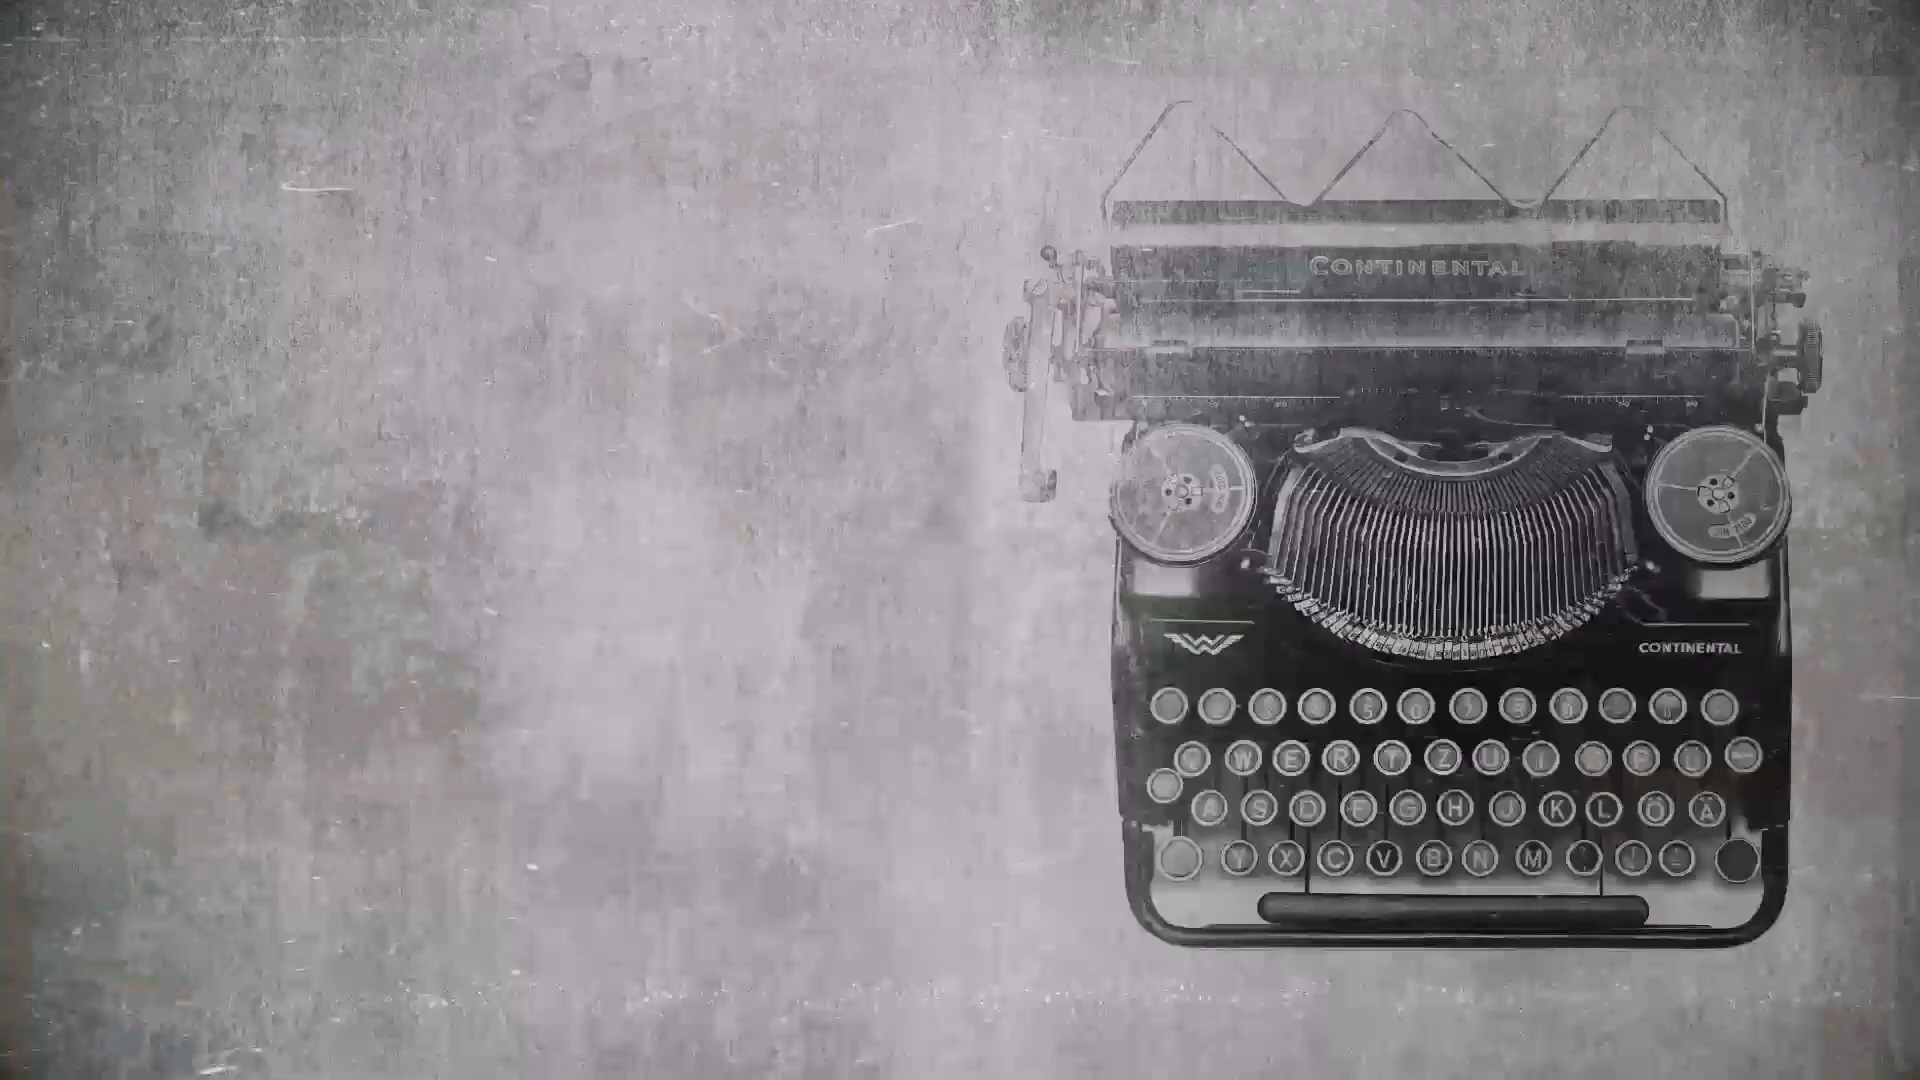 CONTINENTAL
CONTINENTAL
W E R T Z U I
A S D F G H J K L Ö Ä
Y X C V B N M